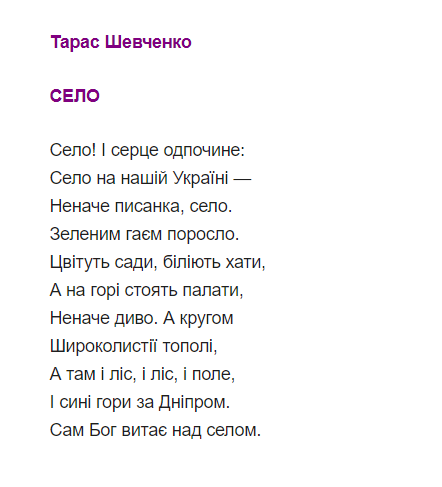 Тарас Шевченко
СЕЛО
Село! І серце одпочине:
Село на нашій Україні —
Неначе писанка, село.
Зеленим гаєм поросло.
Цвітуть сади, біліють хати,
А на горі стоять палати,
Неначе диво. А кругом
Широколистії тополі,
А там і ліс, і ліс, і поле,
І сині гори за Дніпром.
Сам Бог витає над селом.